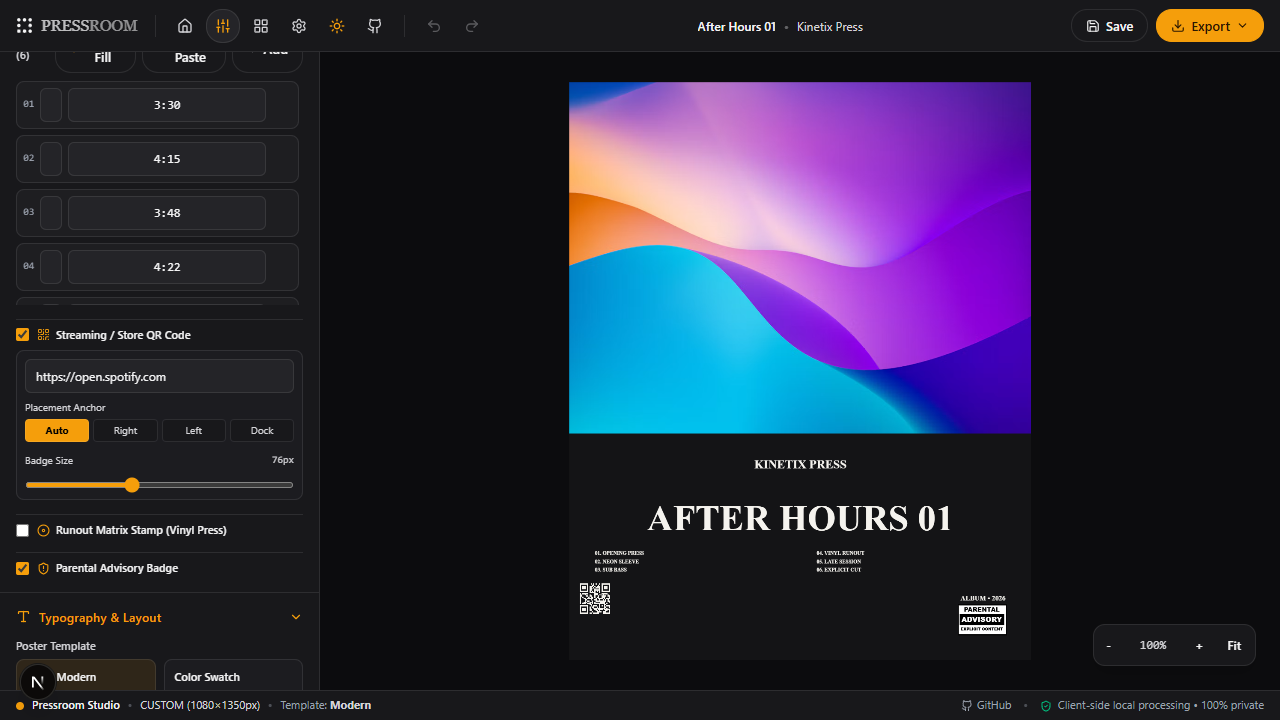 PRESSROOM
After Hours 01 • Kinetix Press
Save
Export
(6)
Fill
Paste
Add
01 3:30
02 4:15
03 3:48
04 4:22
Streaming / Store QR Code
https://open.spotify.com
Placement Anchor
Auto Right Left Dock
Badge Size 76px
Runout Matrix Stamp (Vinyl Press)
Parental Advisory Badge
Typography & Layout
Poster Template
Modern Color Swatch
N
KINETIX PRESS
AFTER HOURS 01
01. OPENING PRESS
02. NEON SLEEVE
03. SUB BASS
04. VINYL RUNOUT
05. LATE SESSION
06. EXPLICIT CUT
ALBUM • 2026
PARENTAL
ADVISORY
EXPLICIT CONTENT
- 100% + Fit
Pressroom Studio • CUSTOM (1080×1350px) • Template: Modern
GitHub • Client-side local processing • 100% private